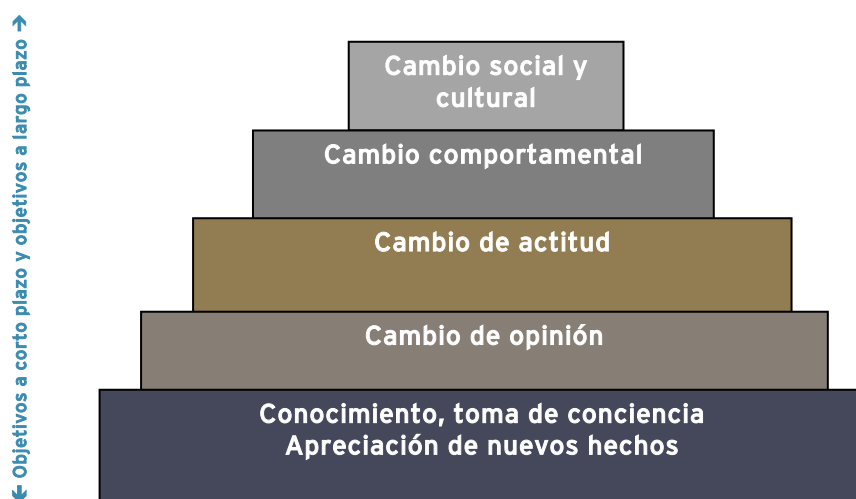 ← Objetivos a corto plazo y objetivos a largo plazo →
Cambio social y
cultural
Cambio comportamental
Cambio de actitud
Cambio de opinión
Conocimiento, toma de conciencia
Apreciación de nuevos hechos